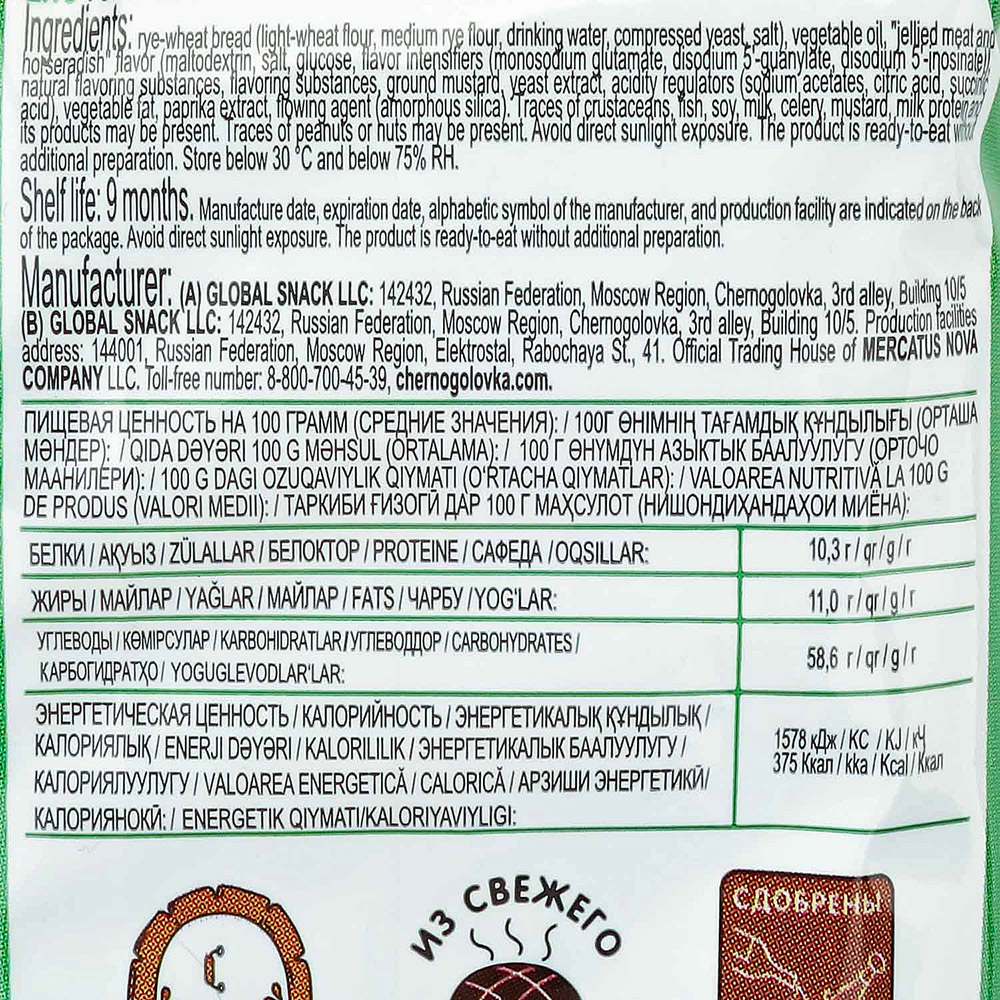 Ingredients: rye-wheat bread (light-wheat flour, medium rye flour, drinking water, compressed yeast, salt), vegetable oil, "jellied meat and
horseradish" flavor (maltodextrin, salt, glucose, flavor intensifiers (monosodium glutamate, disodium 5'-guanylate, disodium 5'-inosinate),
natural flavoring substances, flavoring substances, ground mustard, yeast extract, acidity regulators (sodium acetates, citric acid, succinic
acid), vegetable fat, paprika extract, flowing agent (amorphous silica). Traces of crustaceans, fish, soy, milk, celery, mustard, milk protein and
its products may be present. Traces of peanuts or nuts may be present. Avoid direct sunlight exposure. The product is ready-to-eat without
additional preparation. Store below 30 °C and below 75% RH.
Shelf life: 9 months. Manufacture date, expiration date, alphabetic symbol of the manufacturer, and production facility are indicated on the back
of the package. Avoid direct sunlight exposure. The product is ready-to-eat without additional preparation.
Manufacturer: (A) GLOBAL SNACK LLC: 142432, Russian Federation, Moscow Region, Chernogolovka, 3rd alley, Building 10/5
(B) GLOBAL SNACK LLC: 142432, Russian Federation, Moscow Region, Chernogolovka, 3rd alley, Building 10/5. Production facilities
address: 144001, Russian Federation, Moscow Region, Elektrostal, Rabochaya St., 41. Official Trading House of MERCATUS NOVA
COMPANY LLC. Toll-free number: 8-800-700-45-39, chernogolovka.com.
ПИЩЕВАЯ ЦЕННОСТЬ НА 100 ГРАММ (СРЕДНИЕ ЗНАЧЕНИЯ): / 100Г ӨНІМНІҢ ТАҒАМДЫҚ ҚҰНДЫЛЫҒЫ (ОРТАША
МӘНДЕР): / QIDA DƏYƏRI 100 G MƏHSUL (ORTALAMA): / 100 Г ӨНҮМДҮН АЗЫКТЫК БААЛУУЛУГУ (ОРТОЧО
МААНИЛЕРИ): / 100 G DAGI OZUQAVIYLIK QIYMATI (O'RTACHA QIYMATLAR): / VALOAREA NUTRITIVĂ LA 100 G
DE PRODUS (VALORI MEDII): / ТАРКИБИ ҒИЗОГӢ ДАР 100 Г МАҲСУЛОТ (НИШОНДИҲАНДАҲОИ МИЁНА):
БЕЛКИ / АҚУЫЗ / ZÜLALLAR / БЕЛОКТОР / PROTEINE / САФЕДА /OQSILLAR: 10,3 г / qr / g / г
ЖИРЫ / МАЙЛАР / YAĞLAR / МАЙЛАР / FATS / ЧАРБУ /YOG'LAR: 11,0 г / qr / g / г
УГЛЕВОДЫ / КӨМІРСУЛАР / KARBOHIDRATLAR/УГЛЕВОДДОР / CARBOHYDRATES /
КАРБОГИДРАТҲО/ YOGUGLEVODLAR'LAR: 58,6 г / qr / g / г
ЭНЕРГЕТИЧЕСКАЯ ЦЕННОСТЬ / КАЛОРИЙНОСТЬ / ЭНЕРГЕТИКАЛЫҚ ҚҰНДЫЛЫҚ /
КАЛОРИЯЛЫҚ / ENERJI DƏYƏRI / KALORILILIK / ЭНЕРГЕТИКАЛЫК БААЛУУЛУГУ /
КАЛОРИЯЛУУЛУГУ / VALOAREA ENERGETICĂ / CALORICĂ / АРЗИШИ ЭНЕРГЕТИКӢ/
КАЛОРИЯНОКӢ: / ENERGETIK QIYMATI/KALORIYAVIYLIGI:
1578 кДж / KC / KJ / кЧ
375 Ккал / kka / Kcal / Ккал
ИЗ СВЕЖЕГО
СДОБРЕНЫ